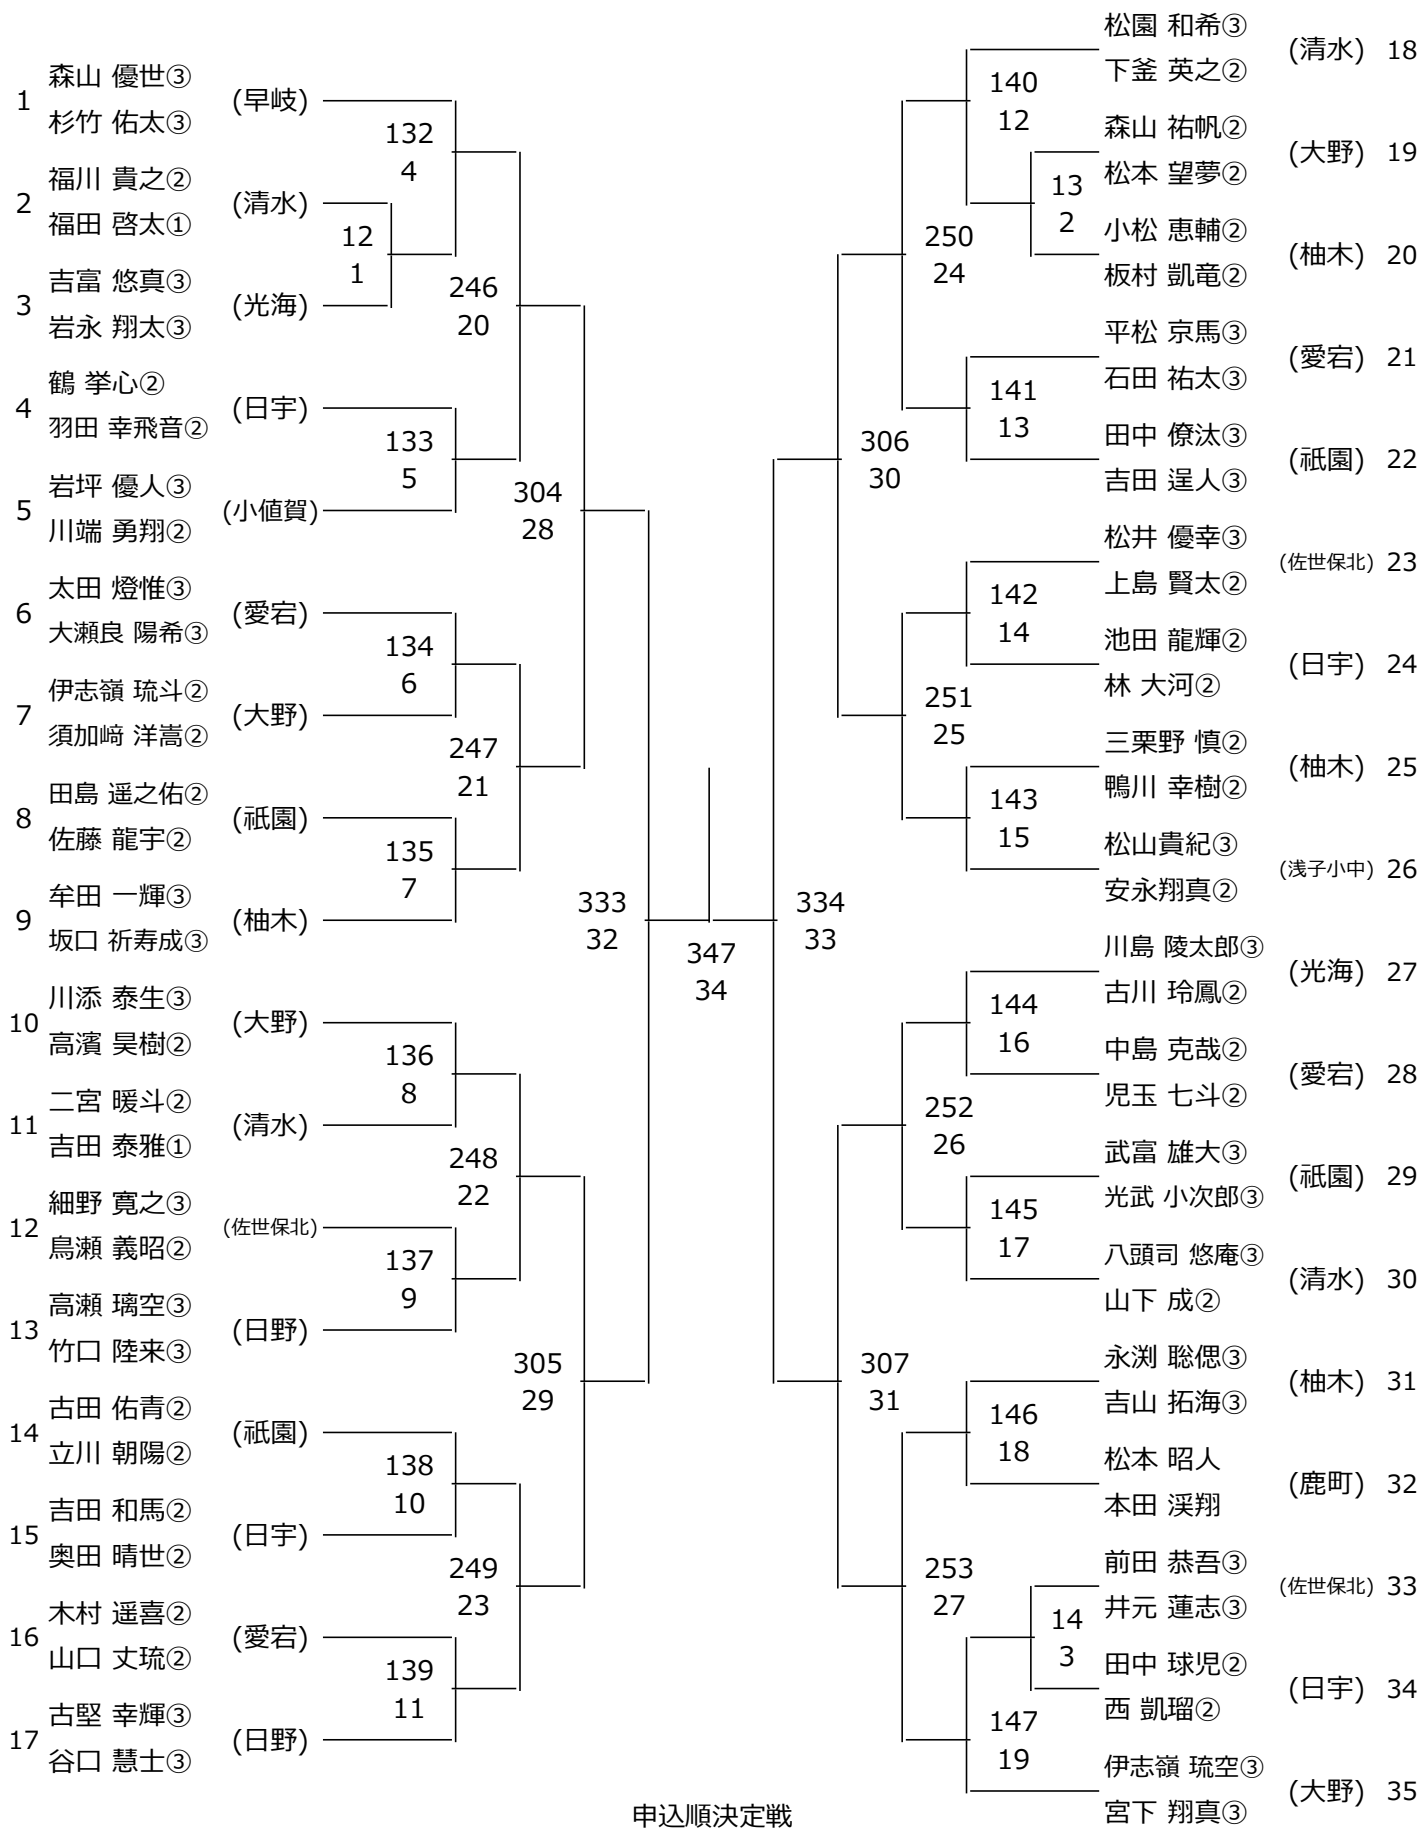 1 森山 優世③ (早岐)
杉竹 佑太③
2 福川 貴之② (清水)
福田 啓太①
3 吉富 悠真③ (光海)
岩永 翔太③
4 鶴 挙心② (日宇)
羽田 幸飛音②
5 岩坪 優人③ (小値賀)
川端 勇翔②
6 太田 燈惟③ (愛宕)
大瀬良 陽希③
7 伊志嶺 琉斗② (大野)
須加﨑 洋嵩②
8 田島 遥之佑② (祇園)
佐藤 龍宇②
9 牟田 一輝③ (柚木)
坂口 祈寿成③
10 川添 泰生③ (大野)
高濱 昊樹②
11 二宮 暖斗② (清水)
吉田 泰雅①
12 細野 寛之③ (佐世保北)
鳥瀬 義昭②
13 高瀬 璃空③ (日野)
竹口 陸来③
14 古田 佑青② (祇園)
立川 朝陽②
15 吉田 和馬② (日宇)
奥田 晴世②
16 木村 遥喜② (愛宕)
山口 丈琉②
17 古堅 幸輝③ (日野)
谷口 慧士③
12
1
132
4
133
5
134
6
135
7
136
8
137
9
138
10
139
11
246
20
247
21
248
22
249
23
304
28
305
29
333
32
347
34
334
33
306
30
307
31
250
24
251
25
252
26
253
27
140
12
141
13
142
14
143
15
144
16
145
17
146
18
147
19
13
2
14
3
松園 和希③ (清水) 18
下釜 英之②
森山 祐帆② (大野) 19
松本 望夢②
小松 恵輔② (柚木) 20
板村 凱竜②
平松 京馬③ (愛宕) 21
石田 祐太③
田中 僚汰③ (祇園) 22
吉田 逞人③
松井 優幸③ (佐世保北) 23
上島 賢太②
池田 龍輝② (日宇) 24
林 大河②
三栗野 慎② (柚木) 25
鴨川 幸樹②
松山貴紀③ (浅子小中) 26
安永翔真②
川島 陵太郎③ (光海) 27
古川 玲鳳②
中島 克哉② (愛宕) 28
児玉 七斗②
武富 雄大③ (祇園) 29
光武 小次郎③
八頭司 悠庵③ (清水) 30
山下 成②
永渕 聡偲③ (柚木) 31
吉山 拓海③
松本 昭人 (鹿町) 32
本田 渓翔
前田 恭吾③ (佐世保北) 33
井元 蓮志③
田中 球児② (日宇) 34
西 凱瑠②
伊志嶺 琉空③ (大野) 35
宮下 翔真③
申込順決定戦